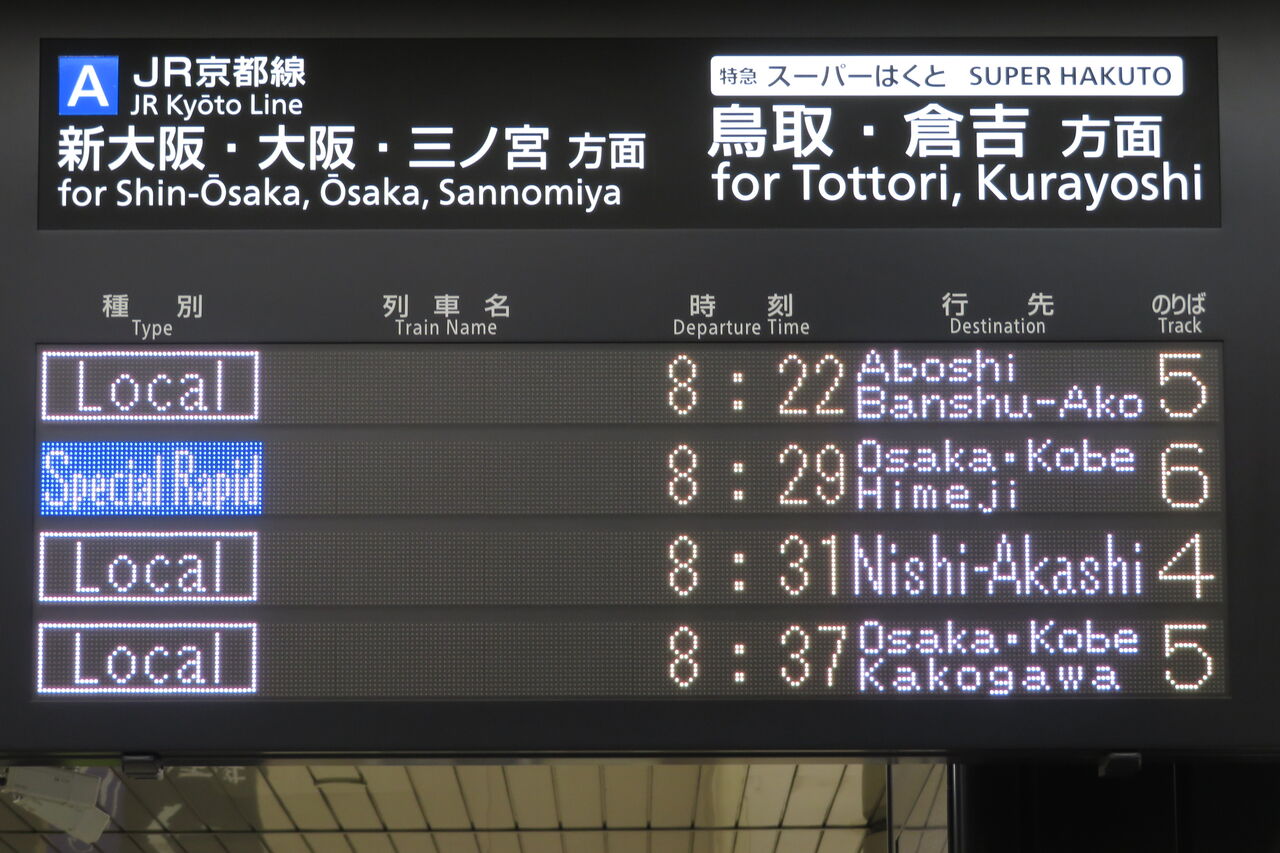 A JR京都線
JR Kyōto Line
新大阪・大阪・三ノ宮 方面
for Shin-Ōsaka, Ōsaka, Sannomiya
特急 スーパーはくと SUPER HAKUTO
鳥取・倉吉 方面
for Tottori, Kurayoshi
種別 列車名 時刻 行先 のりば
Type Train Name Departure Time Destination Track
Local 8:22 Aboshi 5
Banshu-Ako
Special Rapid 8:29 Osaka・Kobe 6
Himeji
Local 8:31 Nishi-Akashi 4
Local 8:37 Osaka・Kobe 5
Kakogawa